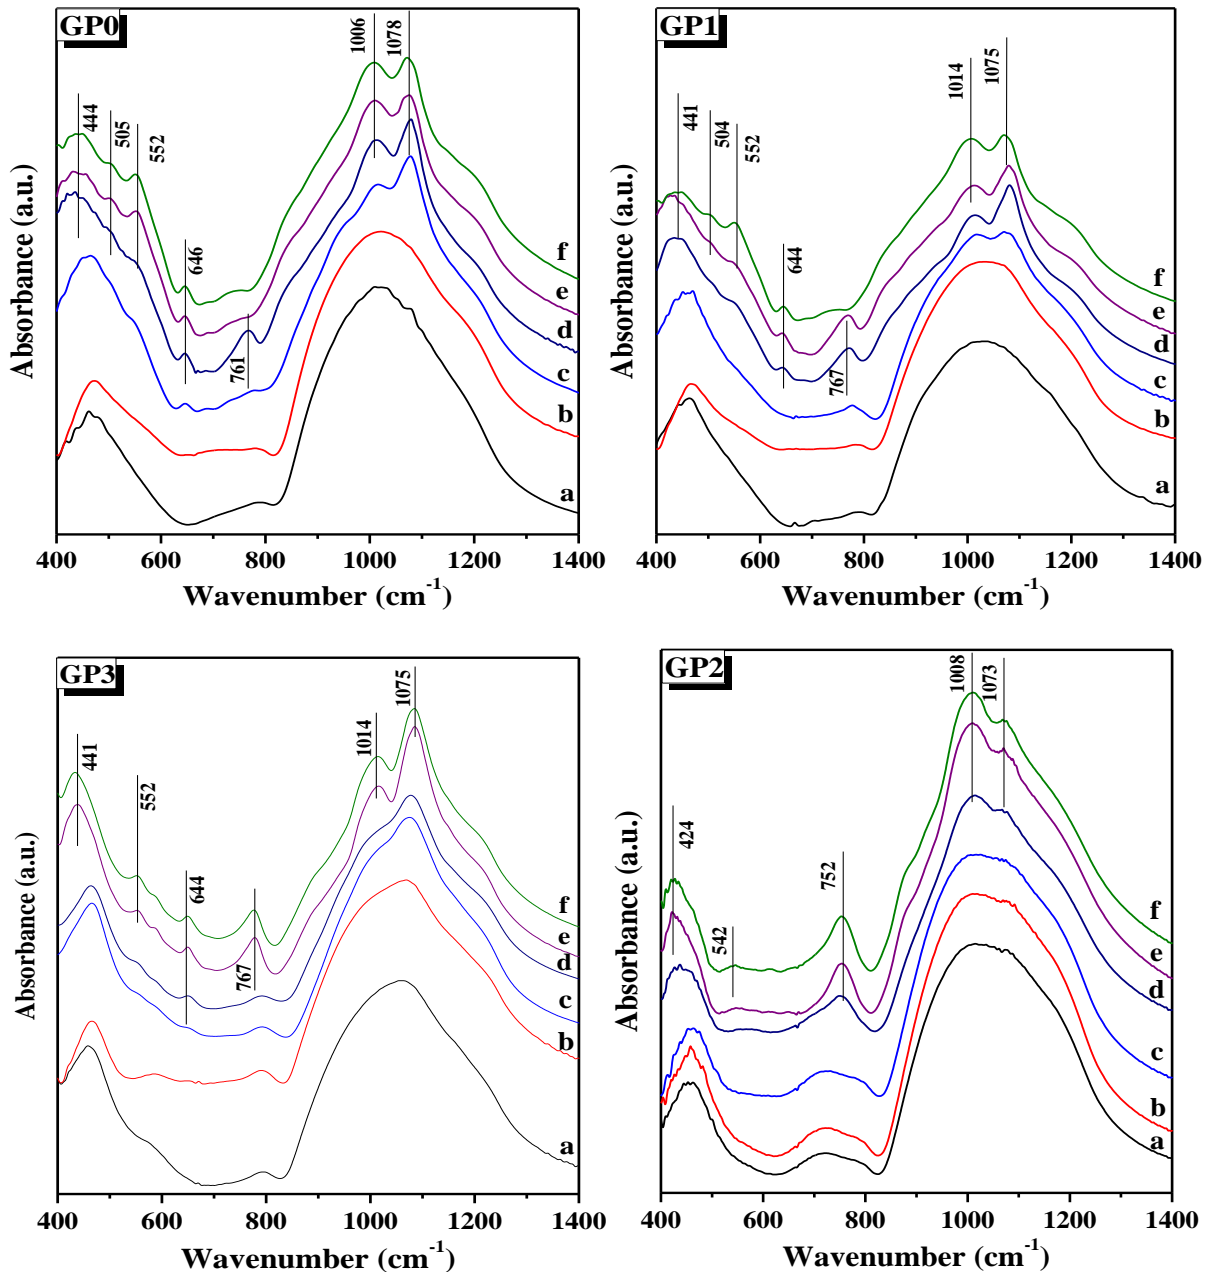 GP0
1006
1078
444
505
552
646
761
f
e
d
c
b
a
Absorbance (a.u.)
400 600 800 1000 1200 1400
Wavenumber (cm-1)
GP1
1014
1075
441
504
552
644
767
f
e
d
c
b
a
Absorbance (a.u.)
400 600 800 1000 1200 1400
Wavenumber (cm-1)
GP3
1075
1014
441
552
644
767
f
e
d
c
b
a
Absorbance (a.u.)
400 600 800 1000 1200 1400
Wavenumber (cm-1)
GP2
1008
1073
424
542
752
f
e
d
c
b
a
Absorbance (a.u.)
400 600 800 1000 1200 1400
Wavenumber (cm-1)